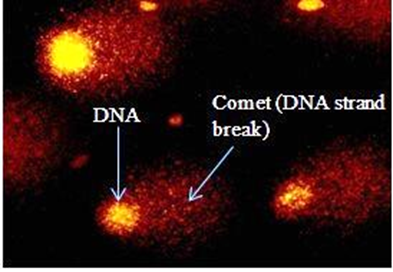 DNA
Comet (DNA strand
break)